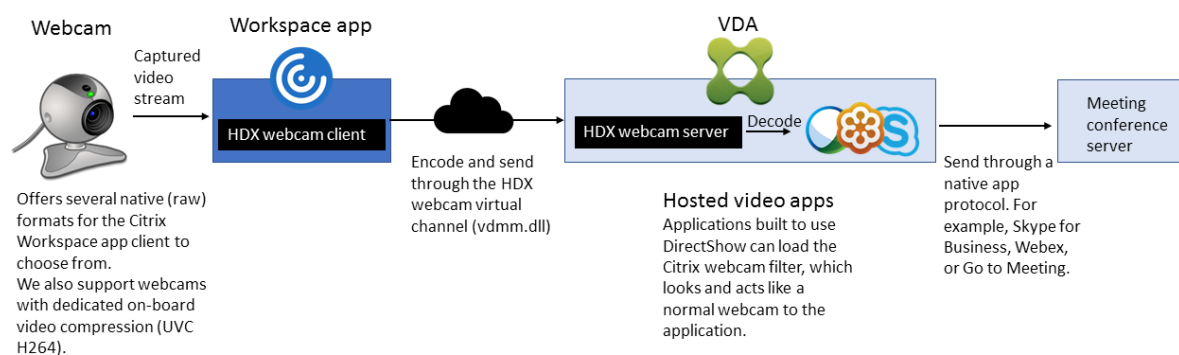 Webcam
Captured
video
stream
Offers several native (raw)
formats for the Citrix
Workspace app client to
choose from.
We also support webcams
with dedicated on-board
video compression (UVC
H264).
Workspace app
HDX webcam client
Encode and send
through the HDX
webcam virtual
channel (vdmm.dll)
VDA
HDX webcam server
Decode
S
Hosted video apps
Applications built to use
DirectShow can load the
Citrix webcam filter, which
looks and acts like a
normal webcam to the
application.
Send through a
native app
protocol. For
example, Skype for
Business, Webex,
or Go to Meeting.
Meeting
conference
server